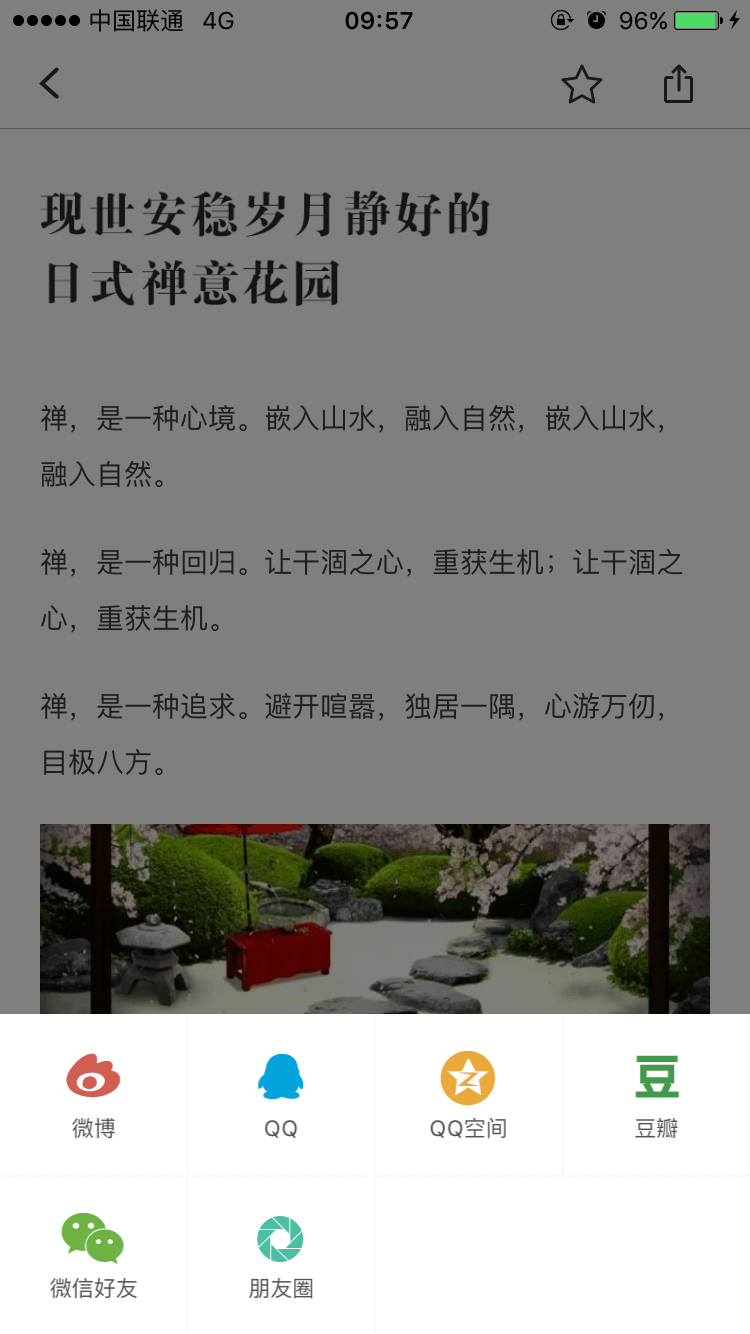 中国联通 4G 09:57 96%
现世安稳岁月静好的
日式禅意花园
禅，是一种心境。嵌入山水，融入自然，嵌入山水，
融入自然。
禅，是一种回归。让干涸之心，重获生机；让干涸之
心，重获生机。
禅，是一种追求。避开喧嚣，独居一隅，心游万仞，
目极八方。
豆
微博 QQ QQ空间 豆瓣
微信好友 朋友圈